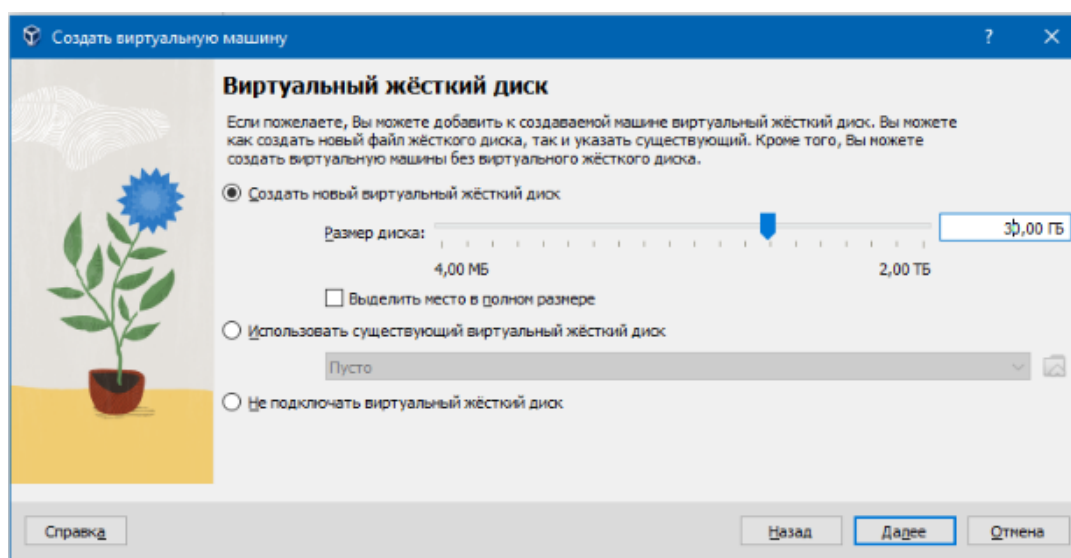 Создать виртуальную машину
Виртуальный жёсткий диск
Если пожелаете, Вы можете добавить к создаваемой машине виртуальный жёсткий диск. Вы можете
как создать новый файл жёсткого диска, так и указать существующий. Кроме того, Вы можете
создать виртуальную машины без виртуального жёсткого диска.
Создать новый виртуальный жёсткий диск
Размер диска:
30,00 ГБ
4,00 МБ
2,00 ТБ
Выделить место в полном размере
Использовать существующий виртуальный жёсткий диск
Пусто
Не подключать виртуальный жёсткий диск
Справка
Назад
Далее
Отмена